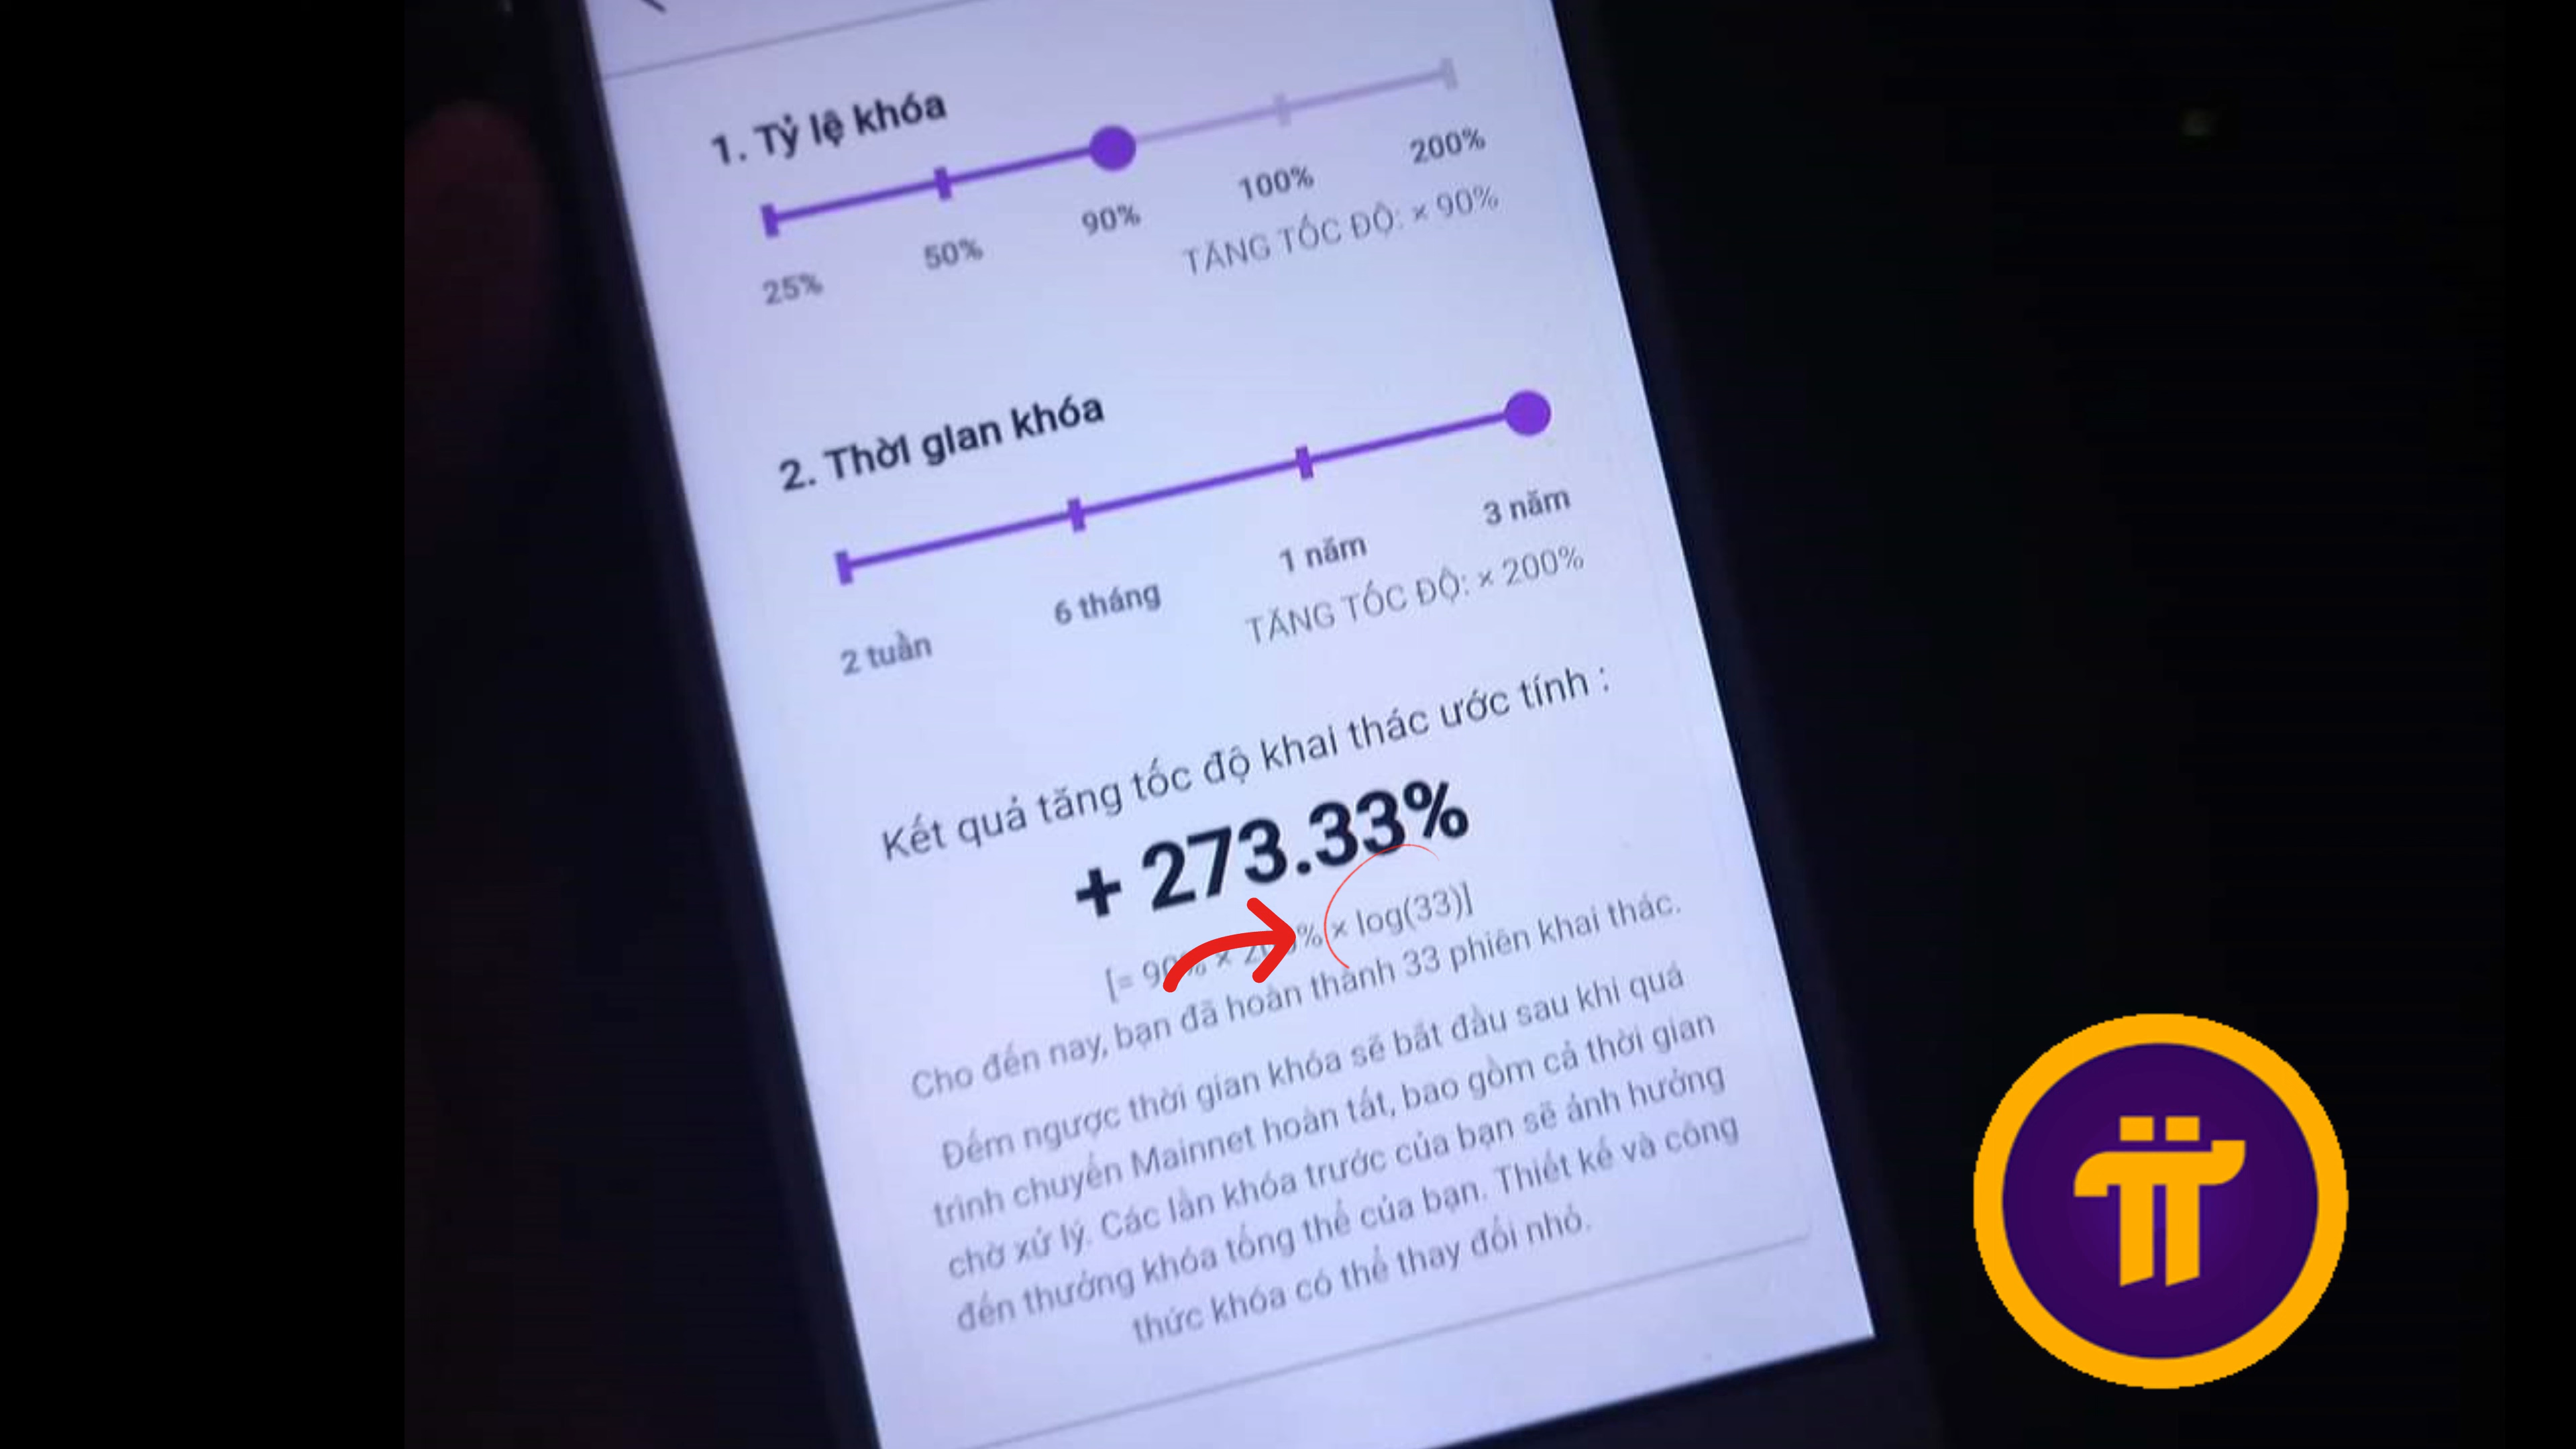 1. Tỷ lệ khóa
25% 50% 90% 100% 200%
TĂNG TỐC ĐỘ: × 90%
2. Thời gian khóa
2 tuần 6 tháng 1 năm 3 năm
TĂNG TỐC ĐỘ: × 200%
Kết quả tăng tốc độ khai thác ước tính :
+ 273.33%
[= 90% × 200% × log(33)]
Cho đến nay, bạn đã hoàn thành 33 phiên khai thác.
Đếm ngược thời gian khóa sẽ bắt đầu sau khi quá
trình chuyển Mainnet hoàn tất, bao gồm cả thời gian
chờ xử lý. Các lần khóa trước của bạn sẽ ảnh hưởng
đến thưởng khóa tổng thể của bạn. Thiết kế và công
thức khóa có thể thay đổi nhỏ.